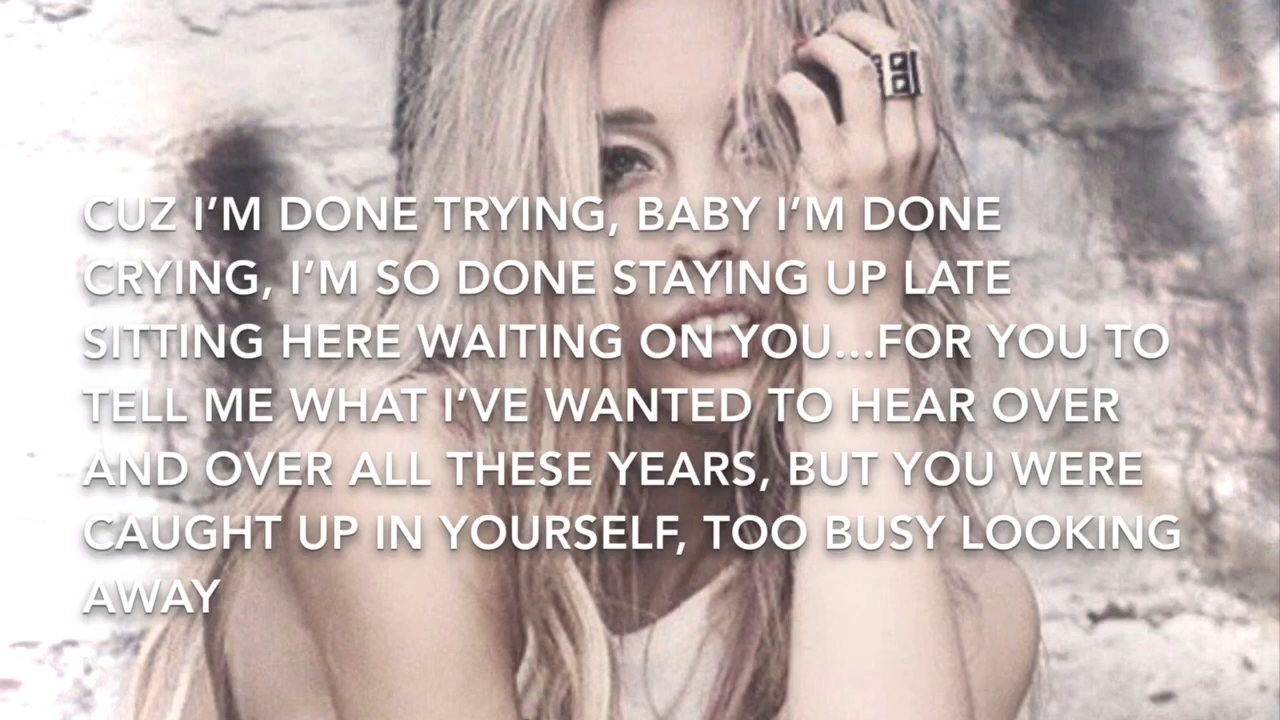 CUZ I’M DONE TRYING, BABY I’M DONE
CRYING, I’M SO DONE STAYING UP LATE
SITTING HERE WAITING ON YOU...FOR YOU TO
TELL ME WHAT I’VE WANTED TO HEAR OVER
AND OVER ALL THESE YEARS, BUT YOU WERE
CAUGHT UP IN YOURSELF, TOO BUSY LOOKING
AWAY